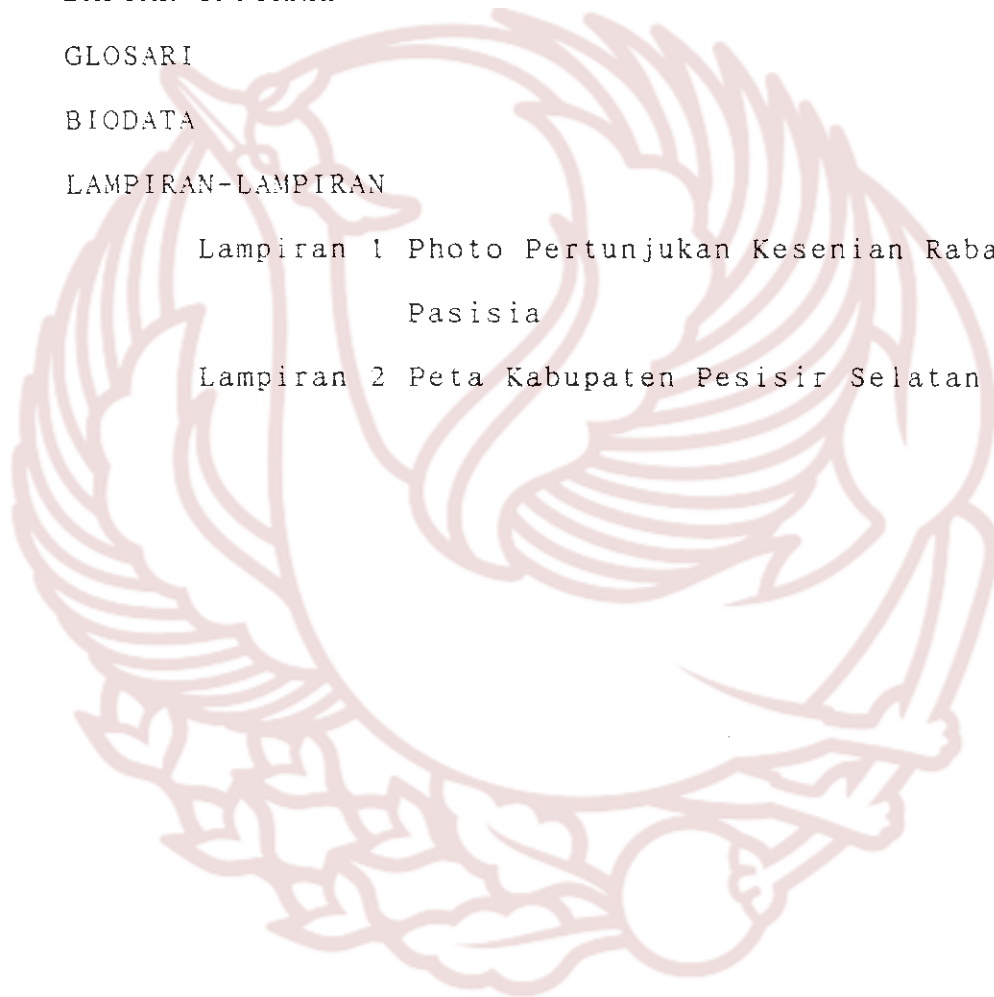 GLOSARI
BIODATA
LAMPIRAN-LAMPIRAN
Lampiran 1 Photo Pertunjukan Kesenian Raba
Pasisia
Lampiran 2 Peta Kabupaten Pesisir Selatan